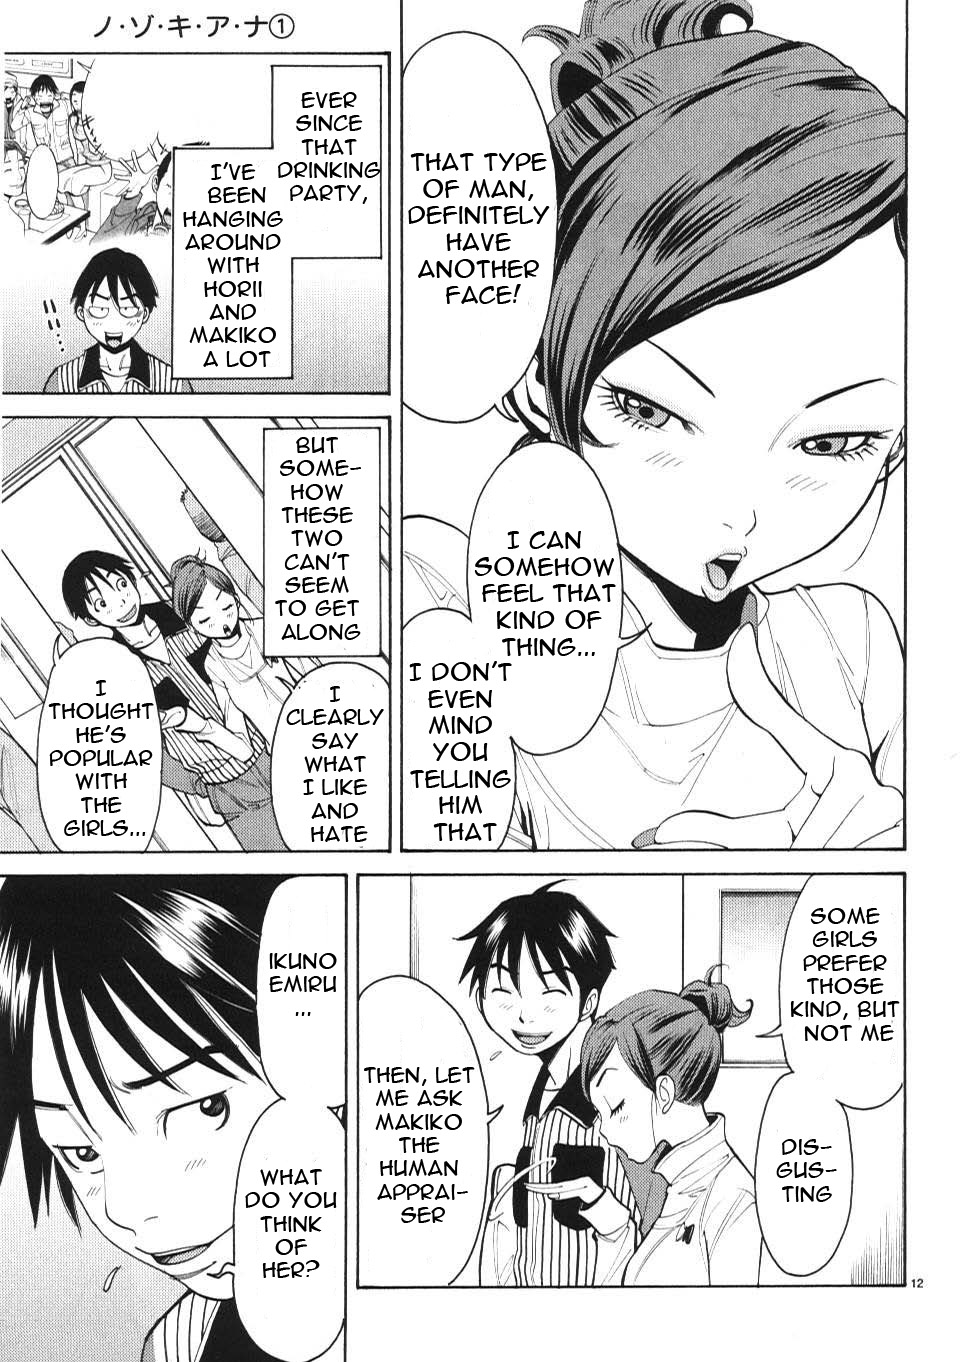 ノ・ゾ・キ・ア・ナ①
THAT TYPE
OF MAN,
DEFINITELY
HAVE
ANOTHER
FACE!
I CAN
SOMEHOW
FEEL THAT
KIND OF
THING...
I DON'T
EVEN
MIND
YOU
TELLING
HIM
THAT
EVER
SINCE
THAT
DRINKING
PARTY,
I'VE
BEEN
HANGING
AROUND
WITH
HORII
AND
MAKIKO
A LOT
BUT
SOME-
HOW
THESE
TWO
CAN'T
SEEM
TO GET
ALONG
I
CLEARLY
SAY
WHAT
I LIKE
AND
HATE
I
THOUGHT
HE'S
POPULAR
WITH
THE
GIRLS...
SOME
GIRLS
PREFER
THOSE
KIND, BUT
NOT ME
DIS-
GUS-
TING
THEN, LET
ME ASK
MAKIKO
THE
HUMAN
APPRAI-
SER
IKUNO
EMIRU
...
WHAT
DO YOU
THINK
OF
HER?
12